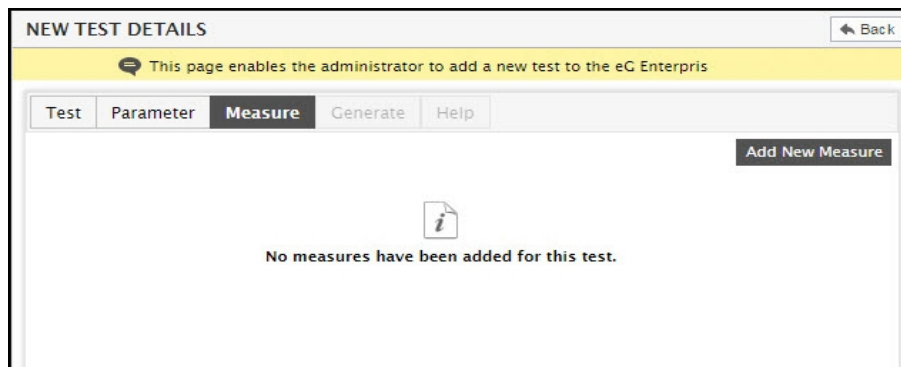 NEW TEST DETAILS
Back
This page enables the administrator to add a new test to the eG Enterpris
Test Parameter Measure Generate Help
Add New Measure
No measures have been added for this test.